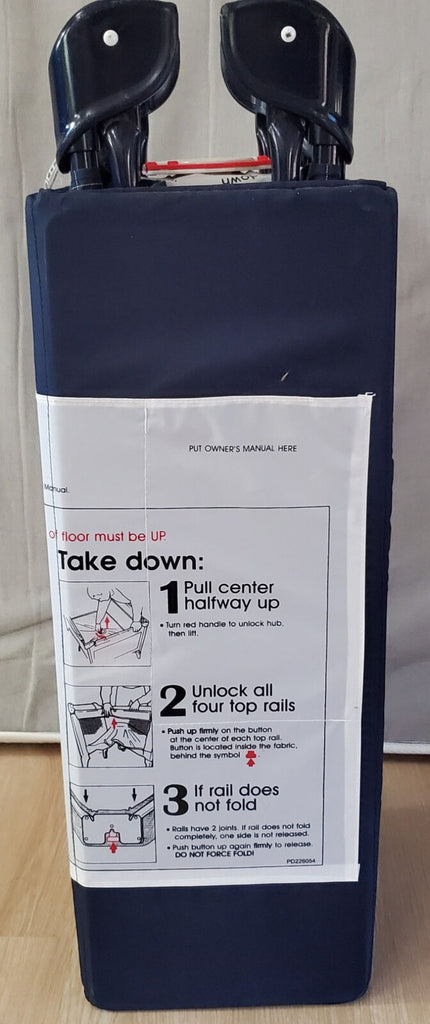 UMOP
PUT OWNER'S MANUAL HERE
Manual.
of floor must be UP.
Take down:
1 Pull center
halfway up
• Turn red handle to unlock hub,
then lift.
2 Unlock all
four top rails
• Push up firmly on the button
at the center of each top rail.
Button is located inside the fabric,
behind the symbol
3 If rail does
not fold
• Rails have 2 joints. If rail does not fold
completely, one side is not released.
• Push button up again firmly to release.
DO NOT FORCE FOLD!
PD226054